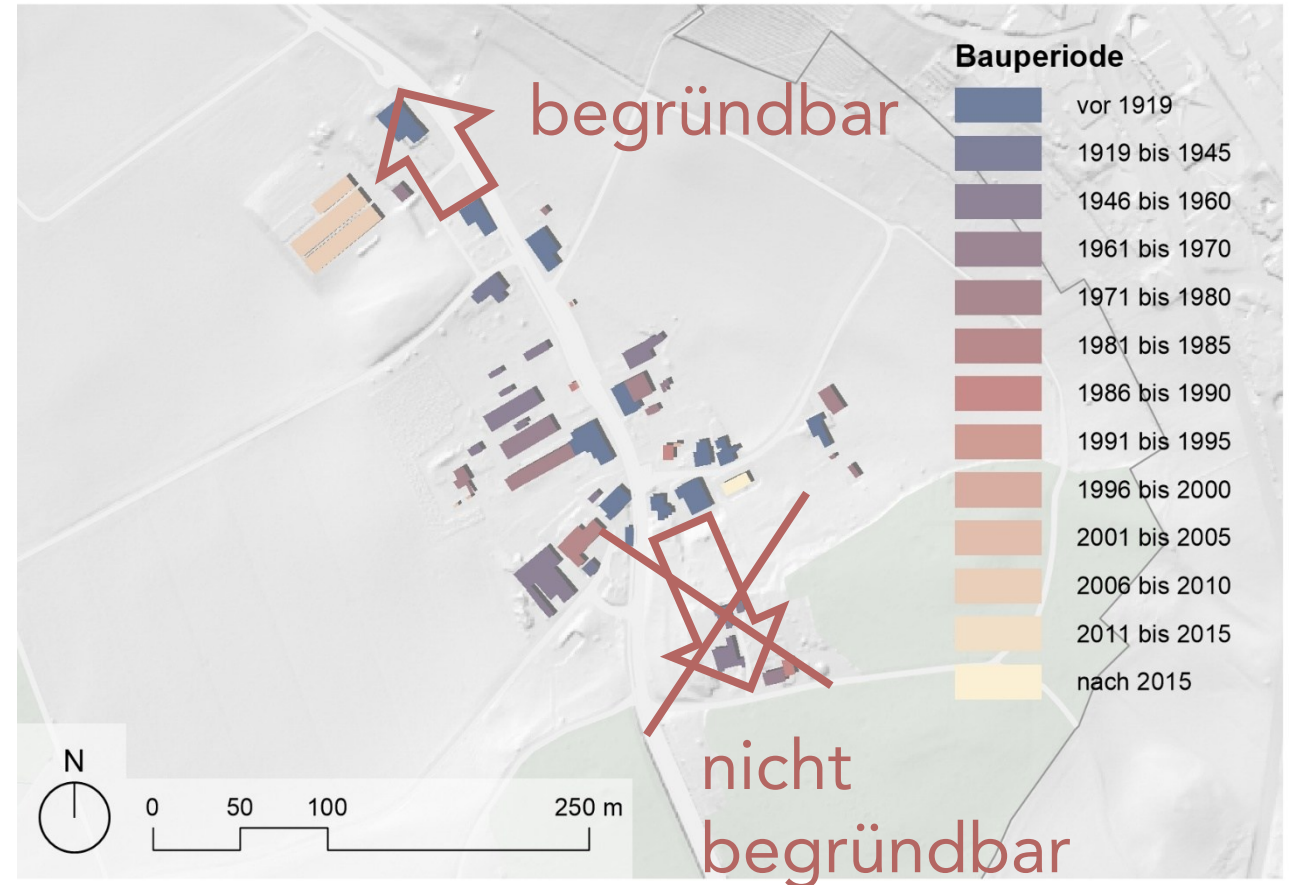 begründbar
Bauperiode
vor 1919
1919 bis 1945
1946 bis 1960
1961 bis 1970
1971 bis 1980
1981 bis 1985
1986 bis 1990
1991 bis 1995
1996 bis 2000
2001 bis 2005
2006 bis 2010
2011 bis 2015
nach 2015
nicht
begründbar
N
0 50 100 250 m